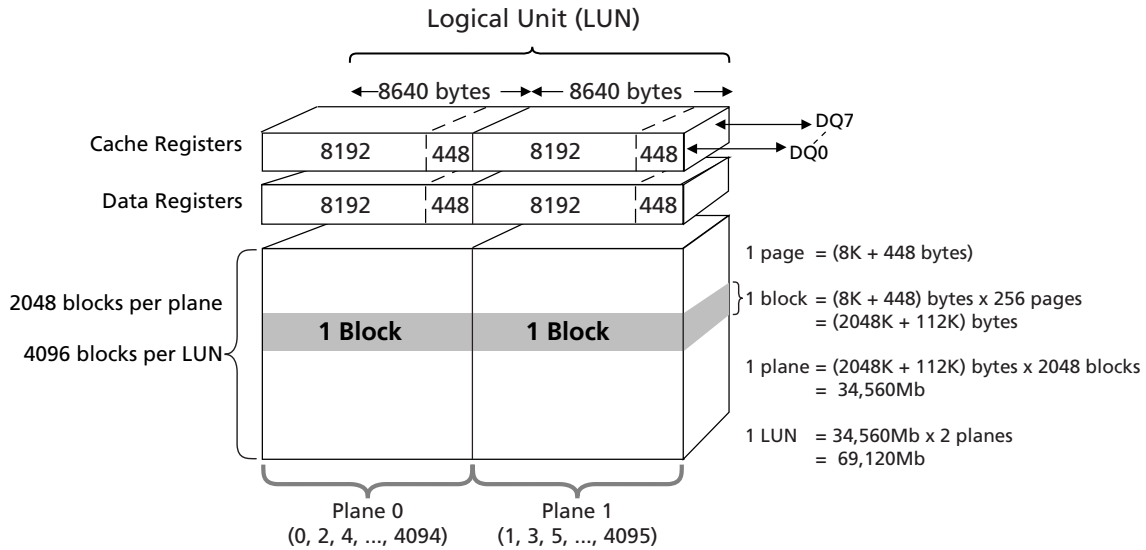 Logical Unit (LUN)
8640 bytes 8640 bytes
Cache Registers 8192 448 8192 448 DQ7
DQ0
Data Registers 8192 448 8192 448
1 page = (8K + 448 bytes)
2048 blocks per plane
1 block = (8K + 448) bytes x 256 pages
= (2048K + 112K) bytes
1 Block 1 Block
4096 blocks per LUN
1 plane = (2048K + 112K) bytes x 2048 blocks
= 34,560Mb
1 LUN = 34,560Mb x 2 planes
= 69,120Mb
Plane 0 Plane 1
(0, 2, 4, ..., 4094) (1, 3, 5, ..., 4095)